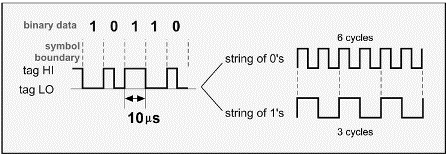 binary data 1 0 1 1 0
symbol
boundary
tag HI
tag LO
10µs
string of 0's
string of 1's
6 cycles
3 cycles